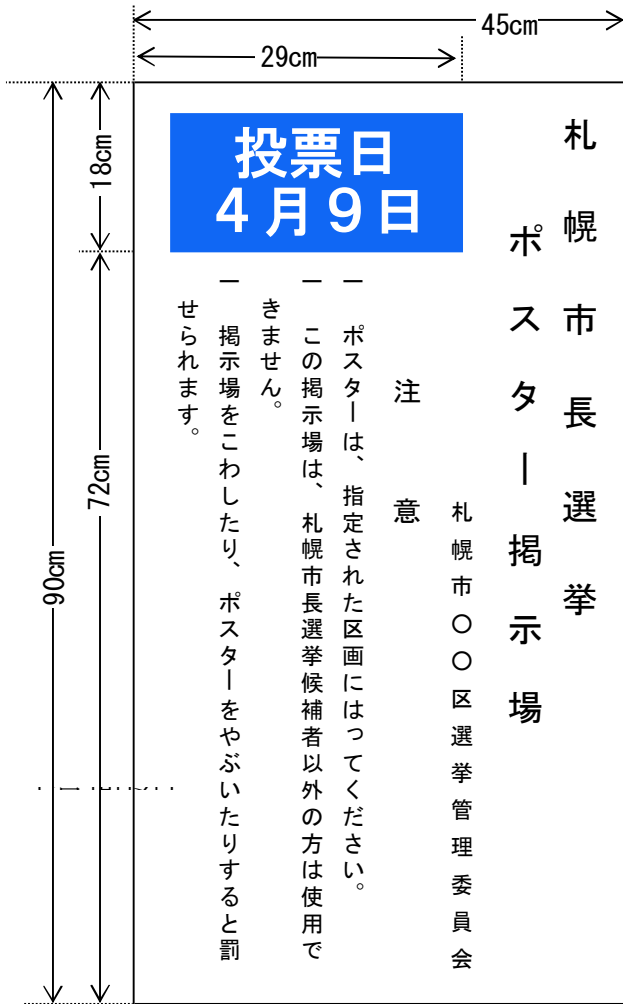 45cm
29cm
18cm
72cm
90cm
投票日
４月９日
札幌市長選挙
ポスター掲示場
札幌市○○区選挙管理委員会
注意
一　ポスターは、指定された区画にはってください。
一　この掲示場は、札幌市長選挙候補者以外の方は使用で
きません。
一　掲示場をこわしたり、ポスターをやぶいたりすると罰
せられます。